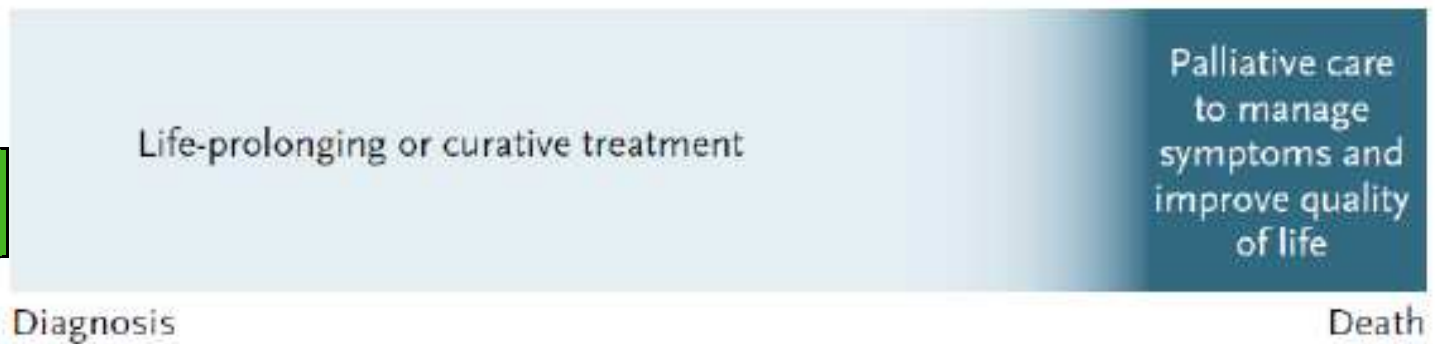 Life-prolonging or curative treatment
Palliative care
to manage
symptoms and
improve quality
of life
Diagnosis
Death